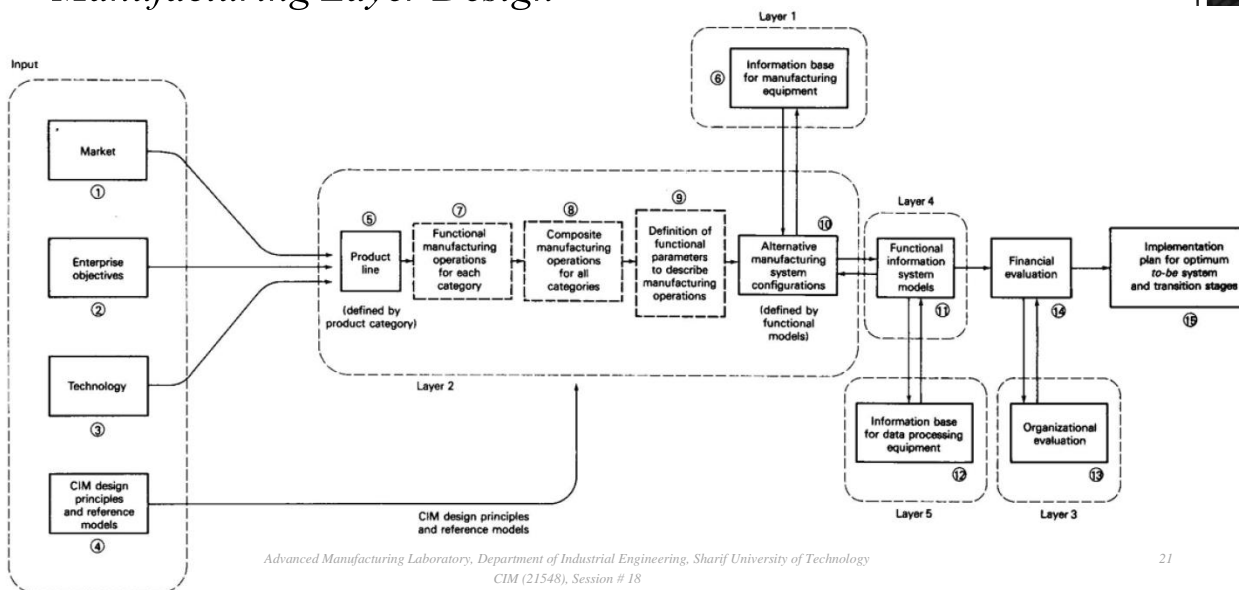 Manufacturing Layer Design
Input
Market
①
Enterprise
objectives
②
Technology
③
CIM design
principles
and reference
models
④
Layer 1
⑥
Information base
for manufacturing
equipment
⑤
Product
line
(defined by
product category)
⑦
Functional
manufacturing
operations
for each
category
⑧
Composite
manufacturing
operations
for all
categories
⑨
Definition of
functional
parameters
to describe
manufacturing
operations
⑩
Alternative
manufacturing
system
configurations
(defined by
functional
models)
Layer 2
CIM design principles
and reference models
Layer 4
Functional
information
system
models
⑪
Information base
for data processing
equipment
⑫
Layer 5
Financial
evaluation
⑭
Organizational
evaluation
⑬
Layer 3
Implementation
plan for optimum
to-be system
and transition stages
⑮
Advanced Manufacturing Laboratory, Department of Industrial Engineering, Sharif University of Technology
CIM (21548), Session # 18
21